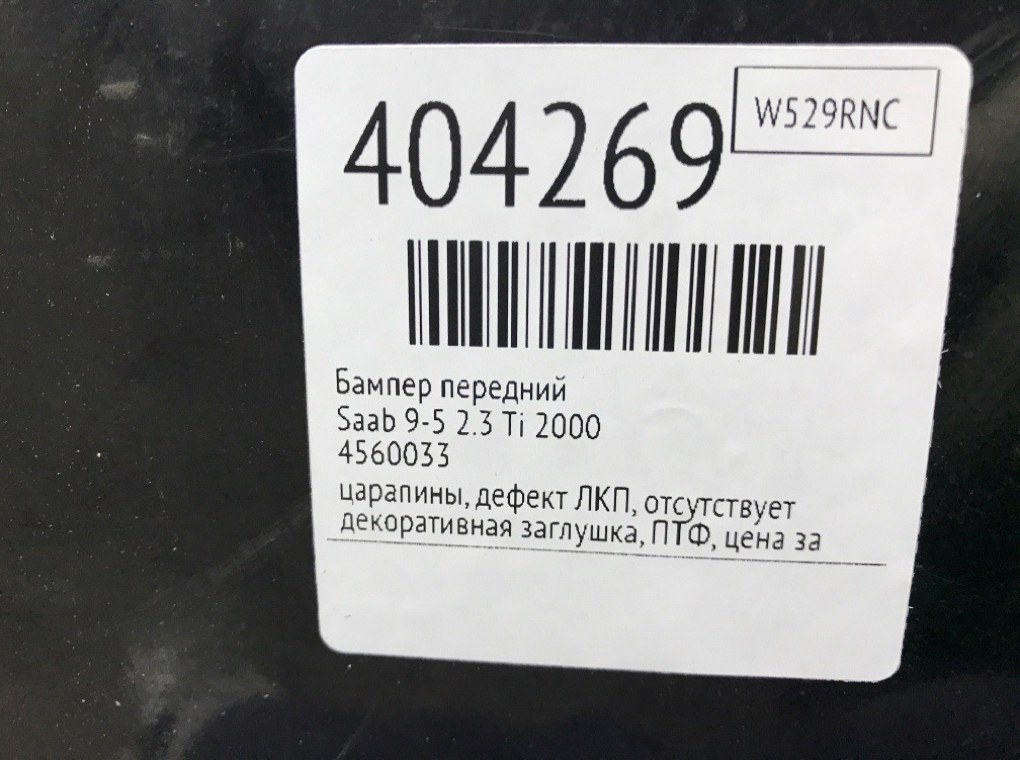 404269
W529RNC
Бампер передний
Saab 9-5 2.3 Ti 2000
4560033
царапины, дефект ЛКП, отсутствует
декоративная заглушка, ПТФ, цена за